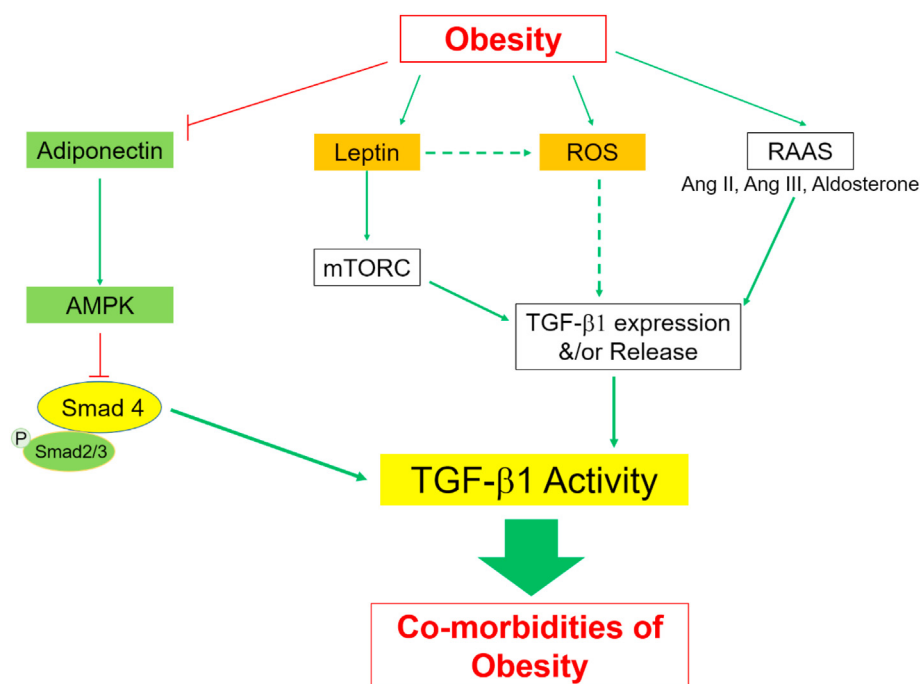 Obesity
Adiponectin
Leptin
ROS
RAAS
Ang II, Ang III, Aldosterone
mTORC
AMPK
TGF-β1 expression
&/or Release
Smad 4
P
Smad2/3
TGF-β1 Activity
Co-morbidities of
Obesity